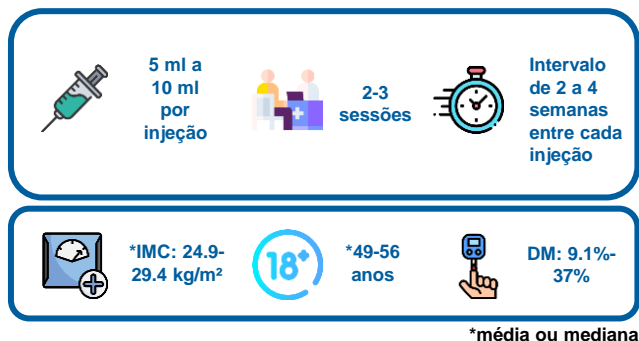 5 ml a
10 ml
por
injeção
2-3
sessões
Intervalo
de 2 a 4
semanas
entre cada
injeção
*IMC: 24.9-
29.4 kg/m²
18+
*49-56
anos
DM: 9.1%-
37%
*média ou mediana